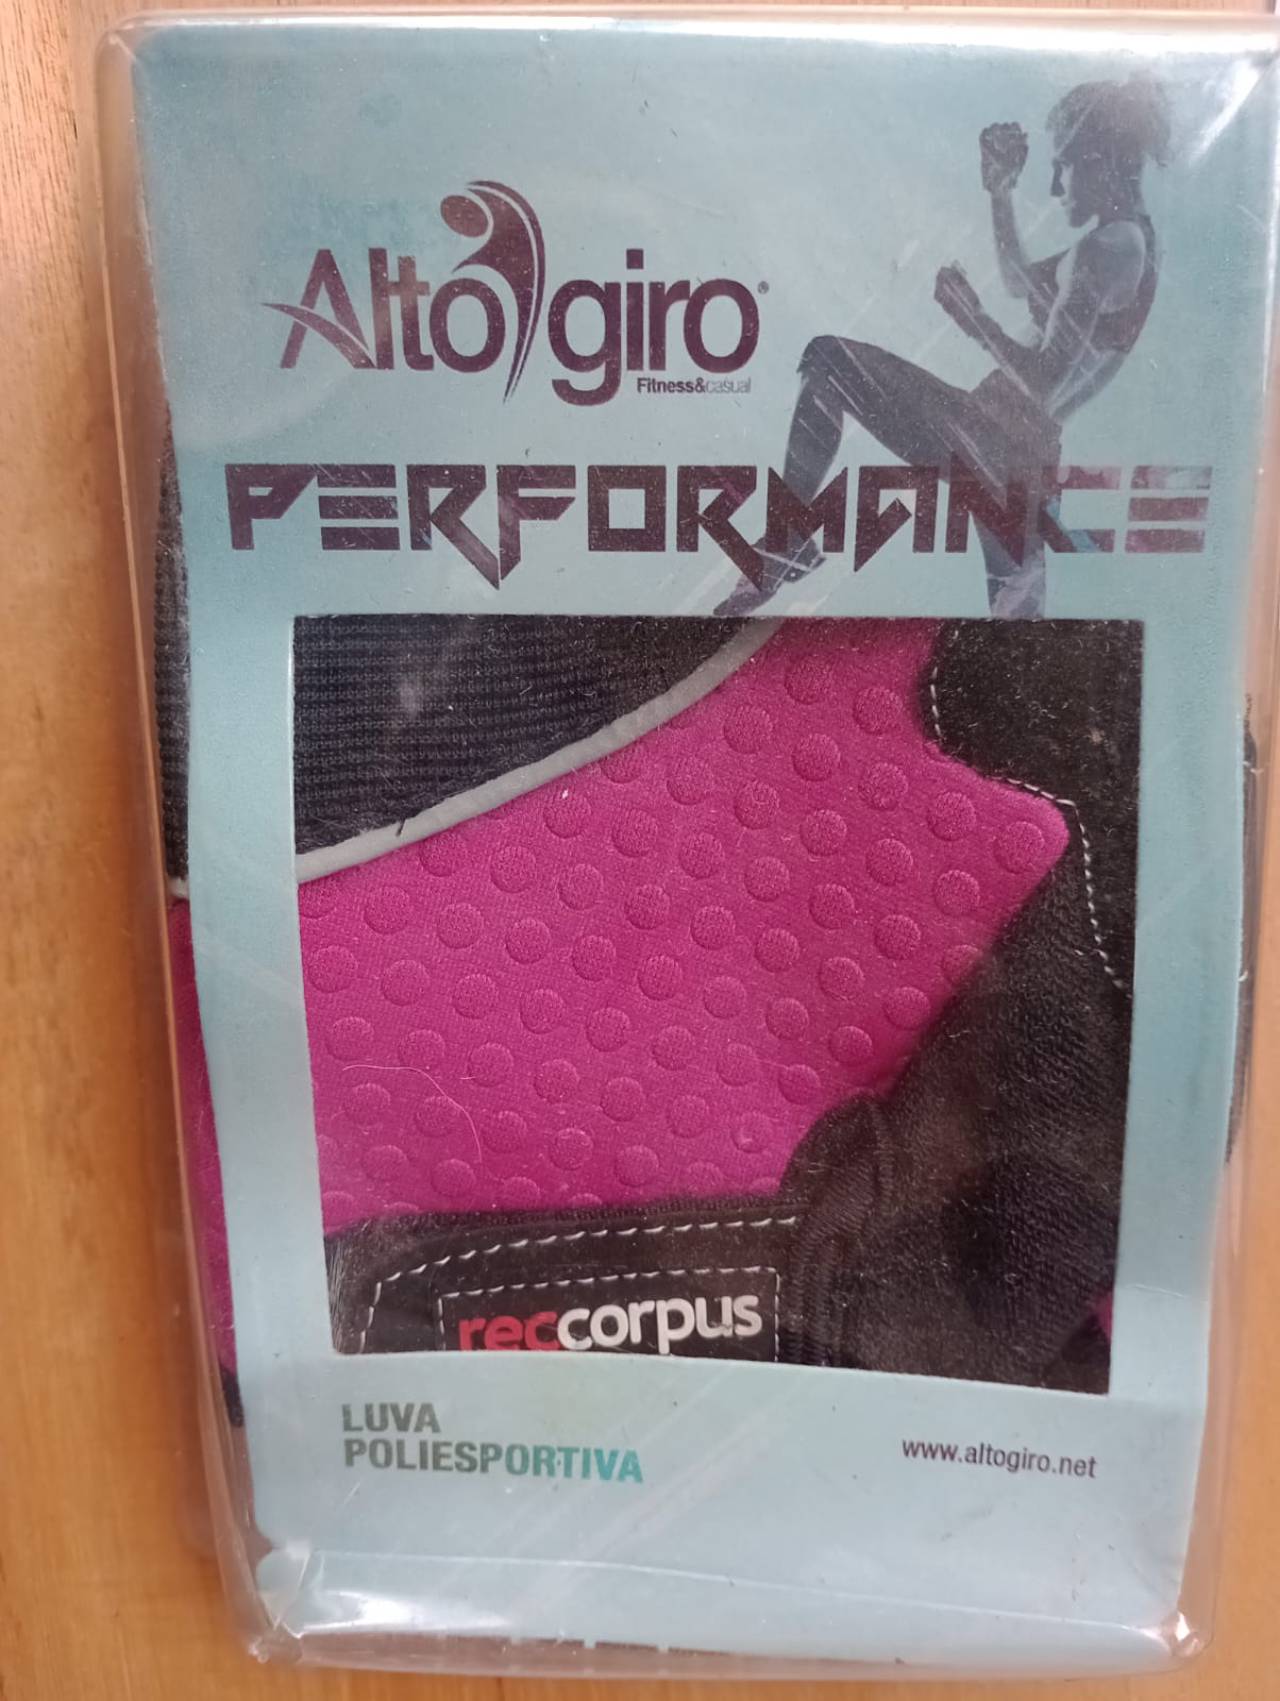 Altogiro®
Fitness&casual
PERFORMANCE
reccorpus
LUVA
POLIESPORTIVA
www.altogiro.net